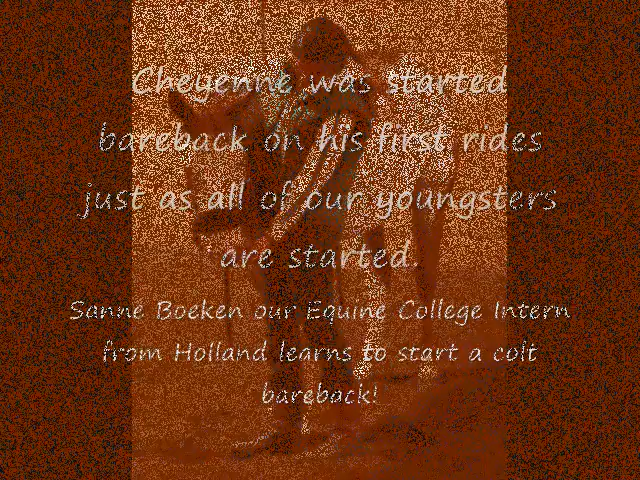 Cheyenne was started
bareback on his first rides
just as all of our youngsters
are started.
Sanne Boeken our Equine College Intern
from Holland learns to start a colt
bareback!